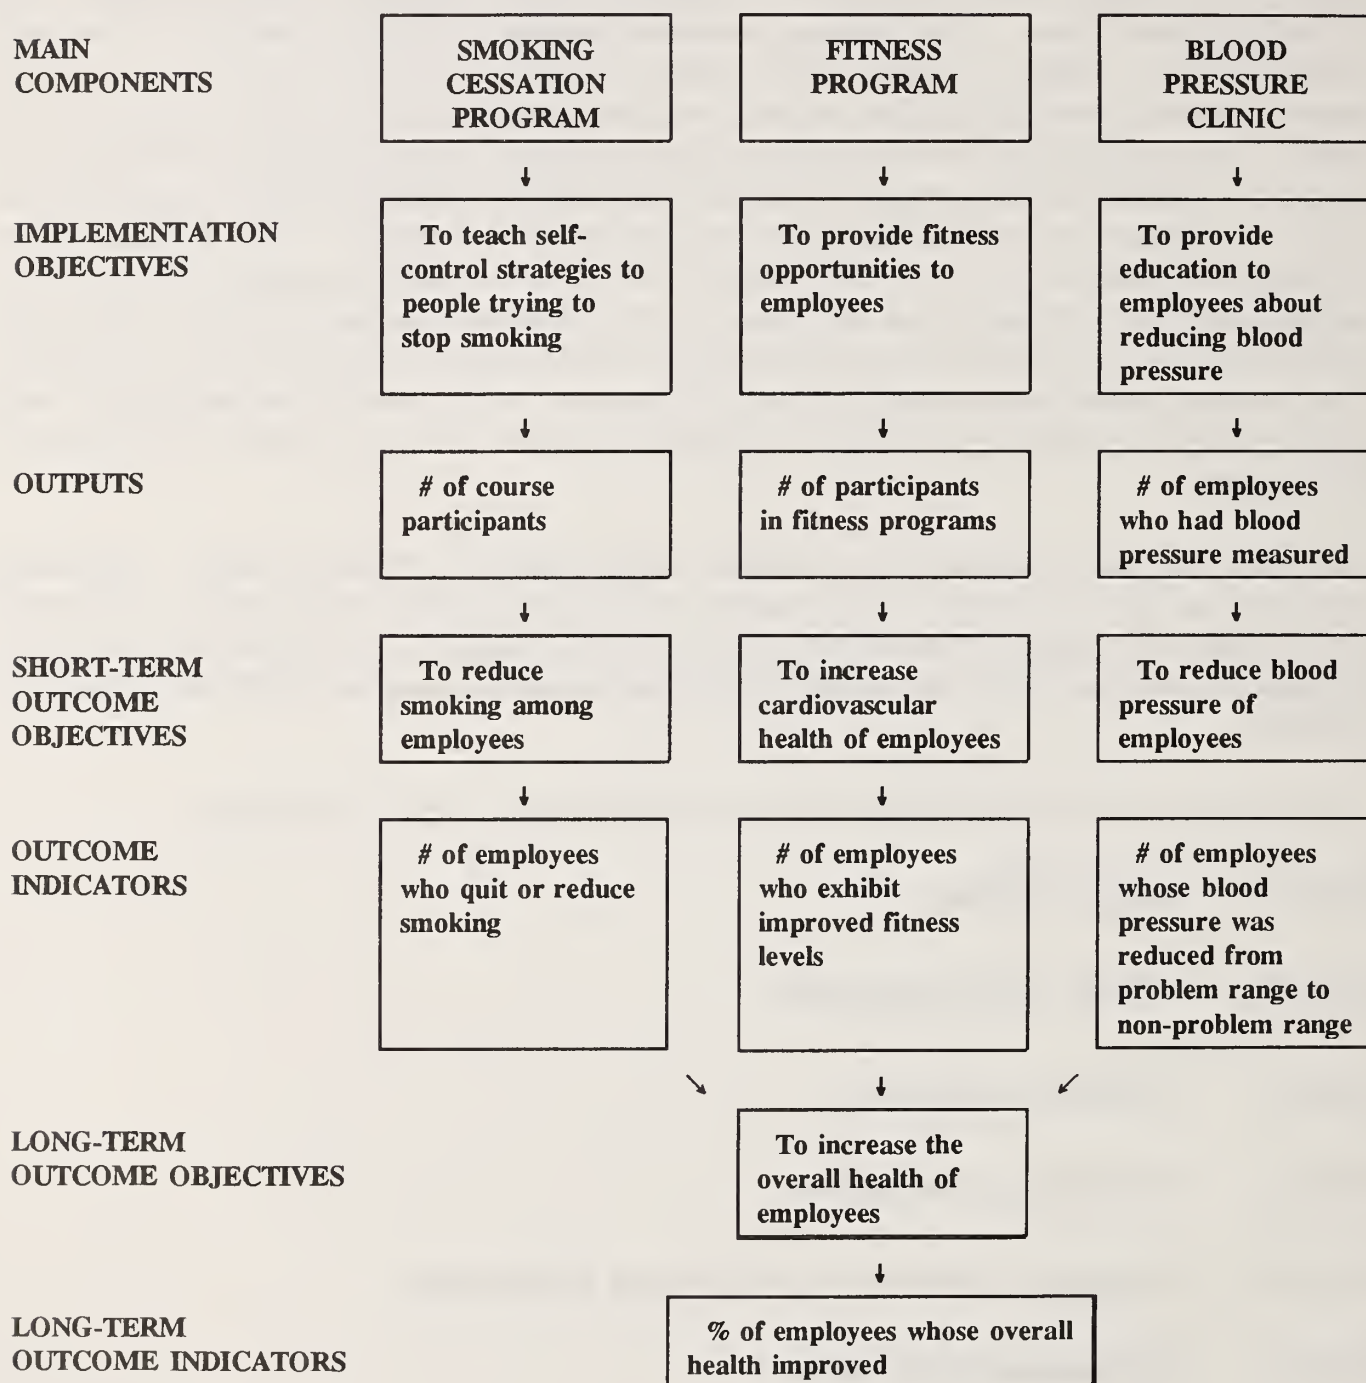 MAIN
COMPONENTS
SMOKING
CESSATION
PROGRAM
FITNESS
PROGRAM
BLOOD
PRESSURE
CLINIC
↓ ↓ ↓
IMPLEMENTATION
OBJECTIVES
To teach self-
control strategies to
people trying to
stop smoking
To provide fitness
opportunities to
employees
To provide
education to
employees about
reducing blood
pressure
↓ ↓ ↓
OUTPUTS
# of course
participants
# of participants
in fitness programs
# of employees
who had blood
pressure measured
↓ ↓ ↓
SHORT-TERM
OUTCOME
OBJECTIVES
To reduce
smoking among
employees
To increase
cardiovascular
health of employees
To reduce blood
pressure of
employees
↓ ↓ ↓
OUTCOME
INDICATORS
# of employees
who quit or reduce
smoking
# of employees
who exhibit
improved fitness
levels
# of employees
whose blood
pressure was
reduced from
problem range to
non-problem range
↘ ↓ ↙
LONG-TERM
OUTCOME OBJECTIVES
To increase the
overall health of
employees
↓
LONG-TERM
OUTCOME INDICATORS
% of employees whose overall
health improved